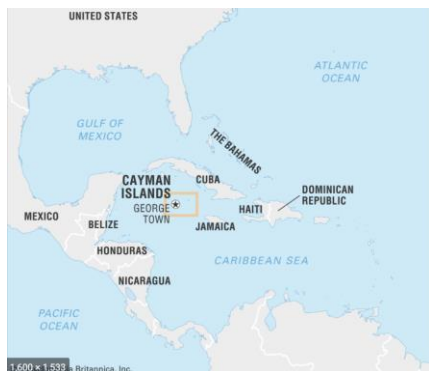 UNITED STATES
ATLANTIC
OCEAN
GULF OF
MEXICO
THE BAHAMAS
CAYMAN
ISLANDS
GEORGE
TOWN
CUBA
DOMINICAN
REPUBLIC
MEXICO
BELIZE
HAITI
JAMAICA
HONDURAS
CARIBBEAN SEA
NICARAGUA
PACIFIC
OCEAN
1,600 × 1,533
a Britannica, Inc.